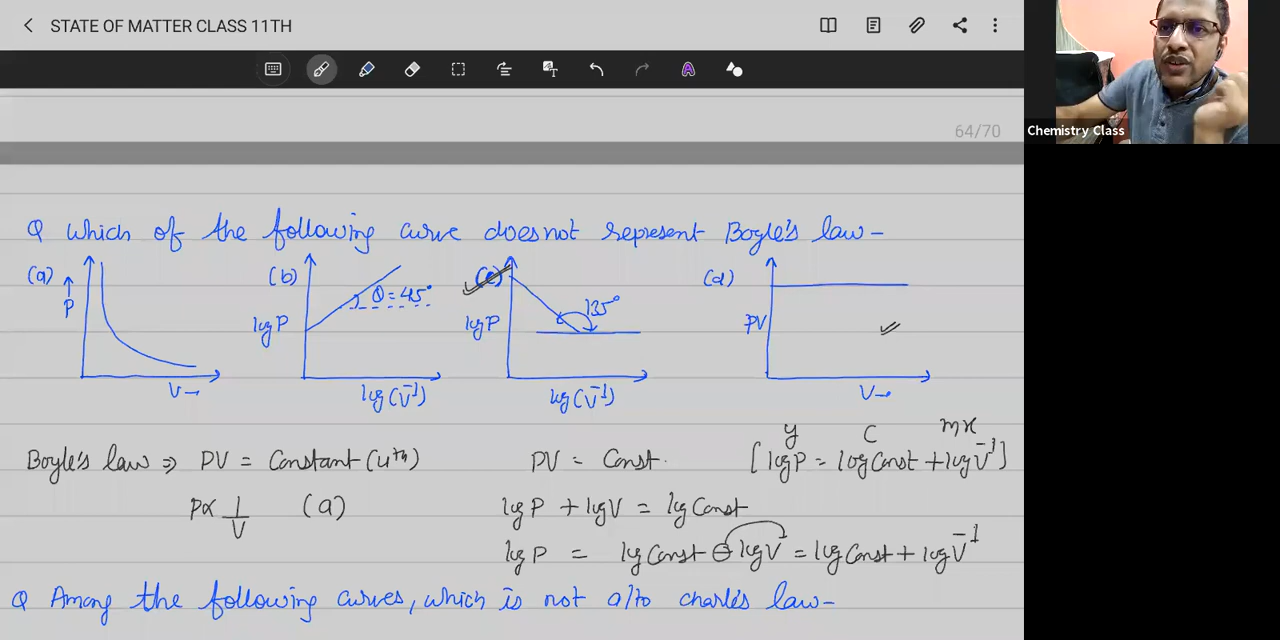 STATE OF MATTER CLASS 11TH
Chemistry Class
64/70
Q Which of the following curve doesnot represent Boyle's law-
(a) P V→
(b) log P θ = 45° log(V⁻¹)
(c) log P 135° log(V⁻¹)
(d) PV V→
y C mx
Boyle's law ⇒ PV = Constant (4th) PV = Const. [log P = log Const + log V⁻¹]
P∝ 1/V (a) log P + log V = log Const
log P = log Const ⊖ log V = log Const + log V⁻¹
Q Among the following curves, which is not a/to charle's law-